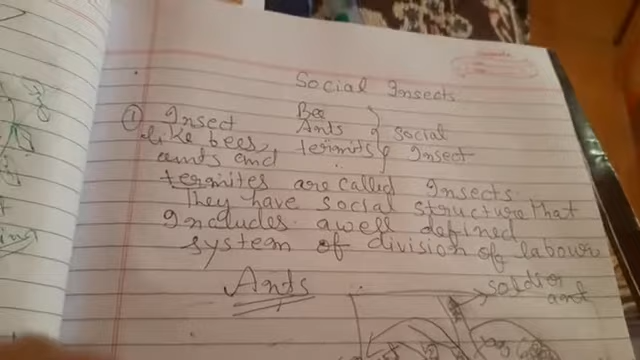 Social Insects
① Insect Bee
like bees, Ants } Social
ants and termits } Insect
termites are called Insects.
They have social structure that
Includes a well defined
system of division of labour
Ants
soldier
ant